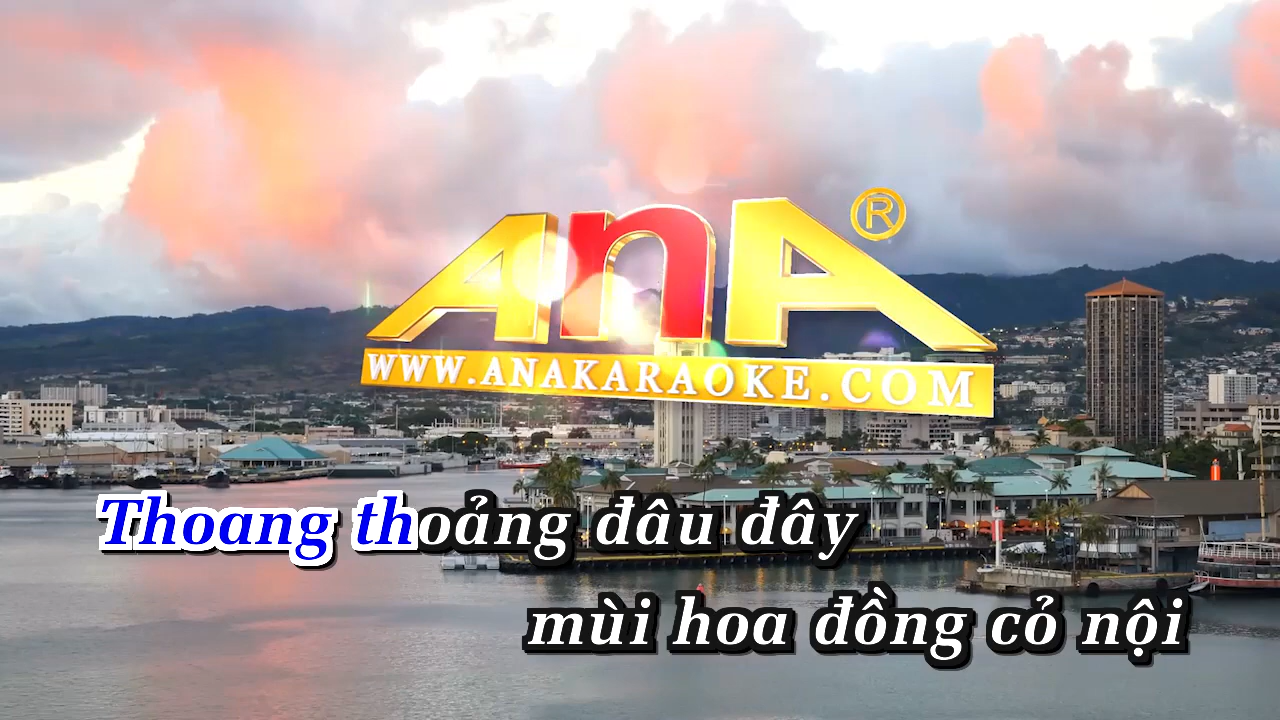 AnA®
WWW.ANAKARAOKE.COM
Thoang thoảng đâu đây
mùi hoa đồng cỏ nội